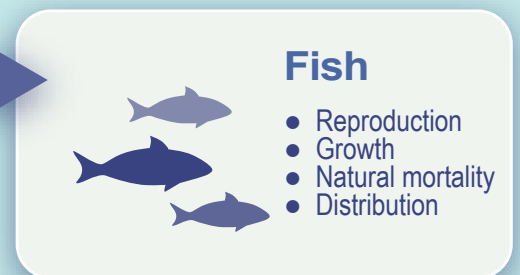 Fish
● Reproduction
● Growth
● Natural mortality
● Distribution